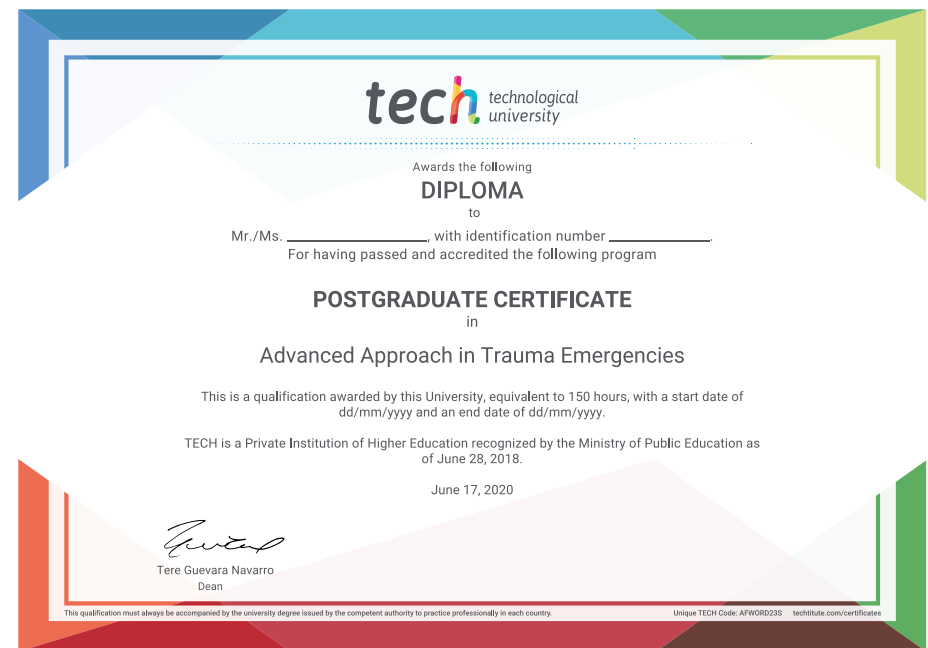 tech technological
university
Awards the following
DIPLOMA
to
Mr./Ms. ____________________, with identification number ______________.
For having passed and accredited the following program
POSTGRADUATE CERTIFICATE
in
Advanced Approach in Trauma Emergencies
This is a qualification awarded by this University, equivalent to 150 hours, with a start date of
dd/mm/yyyy and an end date of dd/mm/yyyy.
TECH is a Private Institution of Higher Education recognized by the Ministry of Public Education as
of June 28, 2018.
June 17, 2020
Tere Guevara Navarro
Dean
This qualification must always be accompanied by the university degree issued by the competent authority to practice professionally in each country.
Unique TECH Code: AFWORD23S techtitute.com/certificates